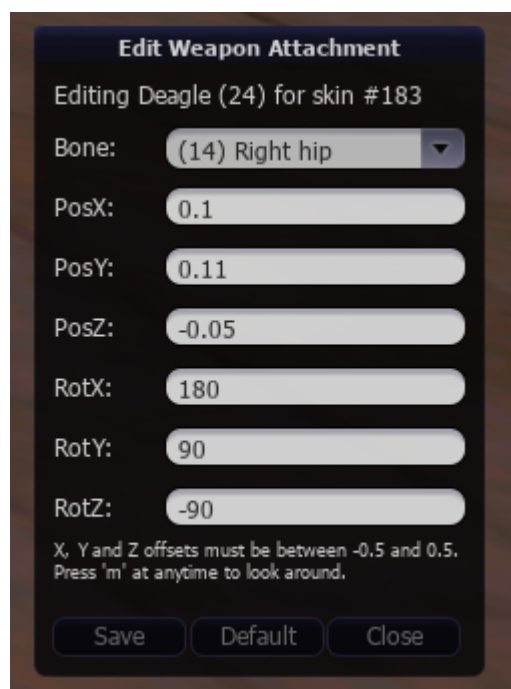 Edit Weapon Attachment
Editing Deagle (24) for skin #183
Bone: (14) Right hip
PosX: 0.1
PosY: 0.11
PosZ: -0.05
RotX: 180
RotY: 90
RotZ: -90
X, Y and Z offsets must be between -0.5 and 0.5.
Press 'm' at anytime to look around.
Save Default Close